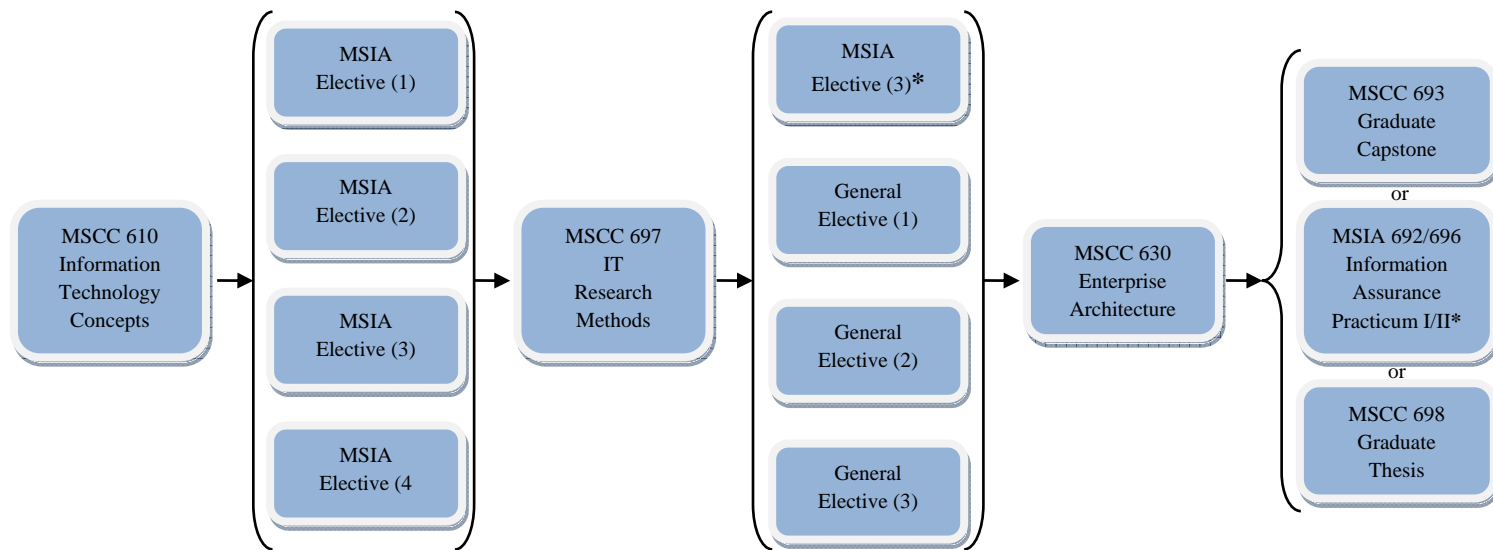 MSCC 610
Information
Technology
Concepts
MSIA
Elective (1)
MSIA
Elective (2)
MSIA
Elective (3)
MSIA
Elective (4
MSCC 697
IT
Research
Methods
MSIA
Elective (3)*
General
Elective (1)
General
Elective (2)
General
Elective (3)
MSCC 630
Enterprise
Architecture
MSCC 693
Graduate
Capstone
or
MSIA 692/696
Information
Assurance
Practicum I/II*
or
MSCC 698
Graduate
Thesis